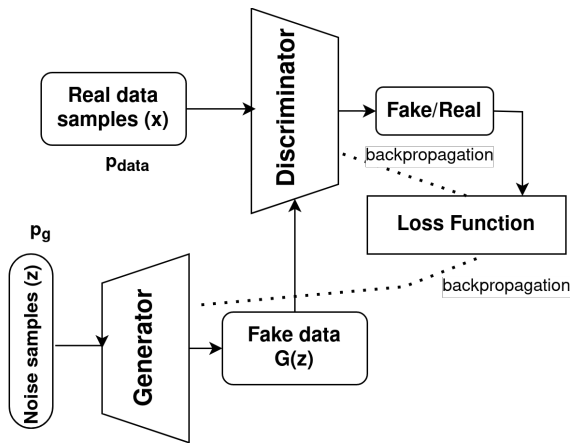 Real data
samples (x)
Pdata
Discriminator
Fake/Real
backpropagation
Loss Function
backpropagation
pg
Noise samples (z)
Generator
Fake data
G(z)